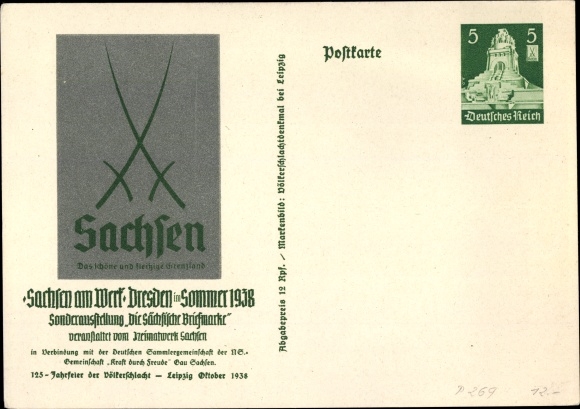 Sachsen
Das schöne und fleißige Grenzland
·Sachsen am Werk· Dresden im Sommer 1938
Sonderausstellung „Die Sächsische Briefmarke"
veranstaltet vom Heimatwerk Sachsen
in Verbindung mit der Deutschen Sammlergemeinschaft der NS.-
Gemeinschaft „Kraft durch Freude" Gau Sachsen.
125-Jahrfeier der Völkerschlacht — Leipzig Oktober 1938
Abgabepreis 12 Rpf. / Markenbild: Völkerschlachtdenkmal bei Leipzig
Postkarte
5 5
Deutsches Reich
P 269 12.-